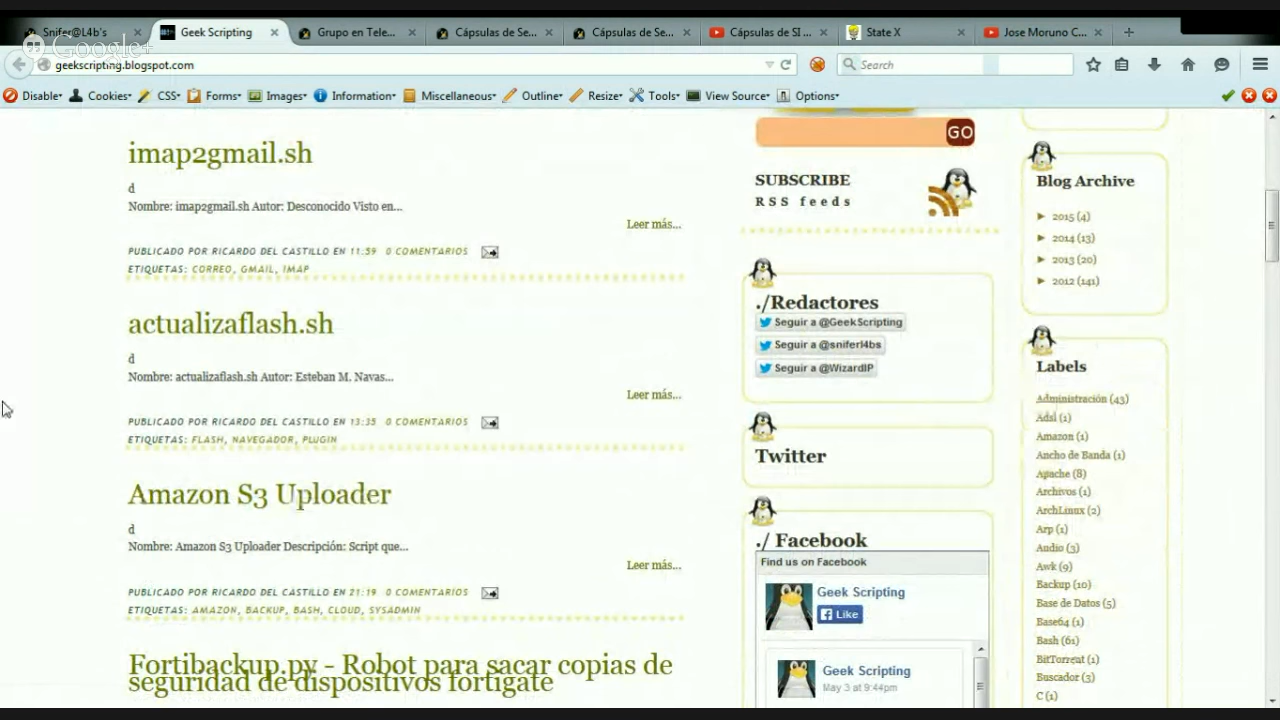 Snifer@L4b's
Geek Scripting
Grupo en Tele...
Cápsulas de Se...
Cápsulas de Se...
Cápsulas de SI ...
State X
Jose Moruno C...
Google+
geekscripting.blogspot.com
Search
Disable
Cookies
CSS
Forms
Images
Information
Miscellaneous
Outline
Resize
Tools
View Source
Options
imap2gmail.sh
d
Nombre: imap2gmail.sh Autor: Desconocido Visto en...
Leer más...
PUBLICADO POR RICARDO DEL CASTILLO EN 11:59 0 COMENTARIOS
ETIQUETAS: CORREO, GMAIL, IMAP
actualizaflash.sh
d
Nombre: actualizaflash.sh Autor: Esteban M. Navas...
Leer más...
PUBLICADO POR RICARDO DEL CASTILLO EN 13:35 0 COMENTARIOS
ETIQUETAS: FLASH, NAVEGADOR, PLUGIN
Amazon S3 Uploader
d
Nombre: Amazon S3 Uploader Descripción: Script que...
Leer más...
PUBLICADO POR RICARDO DEL CASTILLO EN 21:19 0 COMENTARIOS
ETIQUETAS: AMAZON, BACKUP, BASH, CLOUD, SYSADMIN
Fortibackup.py - Robot para sacar copias de
seguridad de dispositivos fortigate
GO
SUBSCRIBE
RSS feeds
./Redactores
Seguir a @GeekScripting
Seguir a @sniferl4bs
Seguir a @WizardIP
Twitter
./ Facebook
Find us on Facebook
Geek Scripting
Like
Geek Scripting
May 3 at 9:44pm
Blog Archive
► 2015 (4)
► 2014 (13)
► 2013 (20)
► 2012 (141)
Labels
Administración (43)
Adsl (1)
Amazon (1)
Ancho de Banda (1)
Apache (8)
Archivos (1)
ArchLinux (2)
Arp (1)
Audio (3)
Awk (9)
Backup (10)
Base de Datos (5)
Base64 (1)
Bash (61)
BitTorrent (1)
Buscador (3)
C (1)